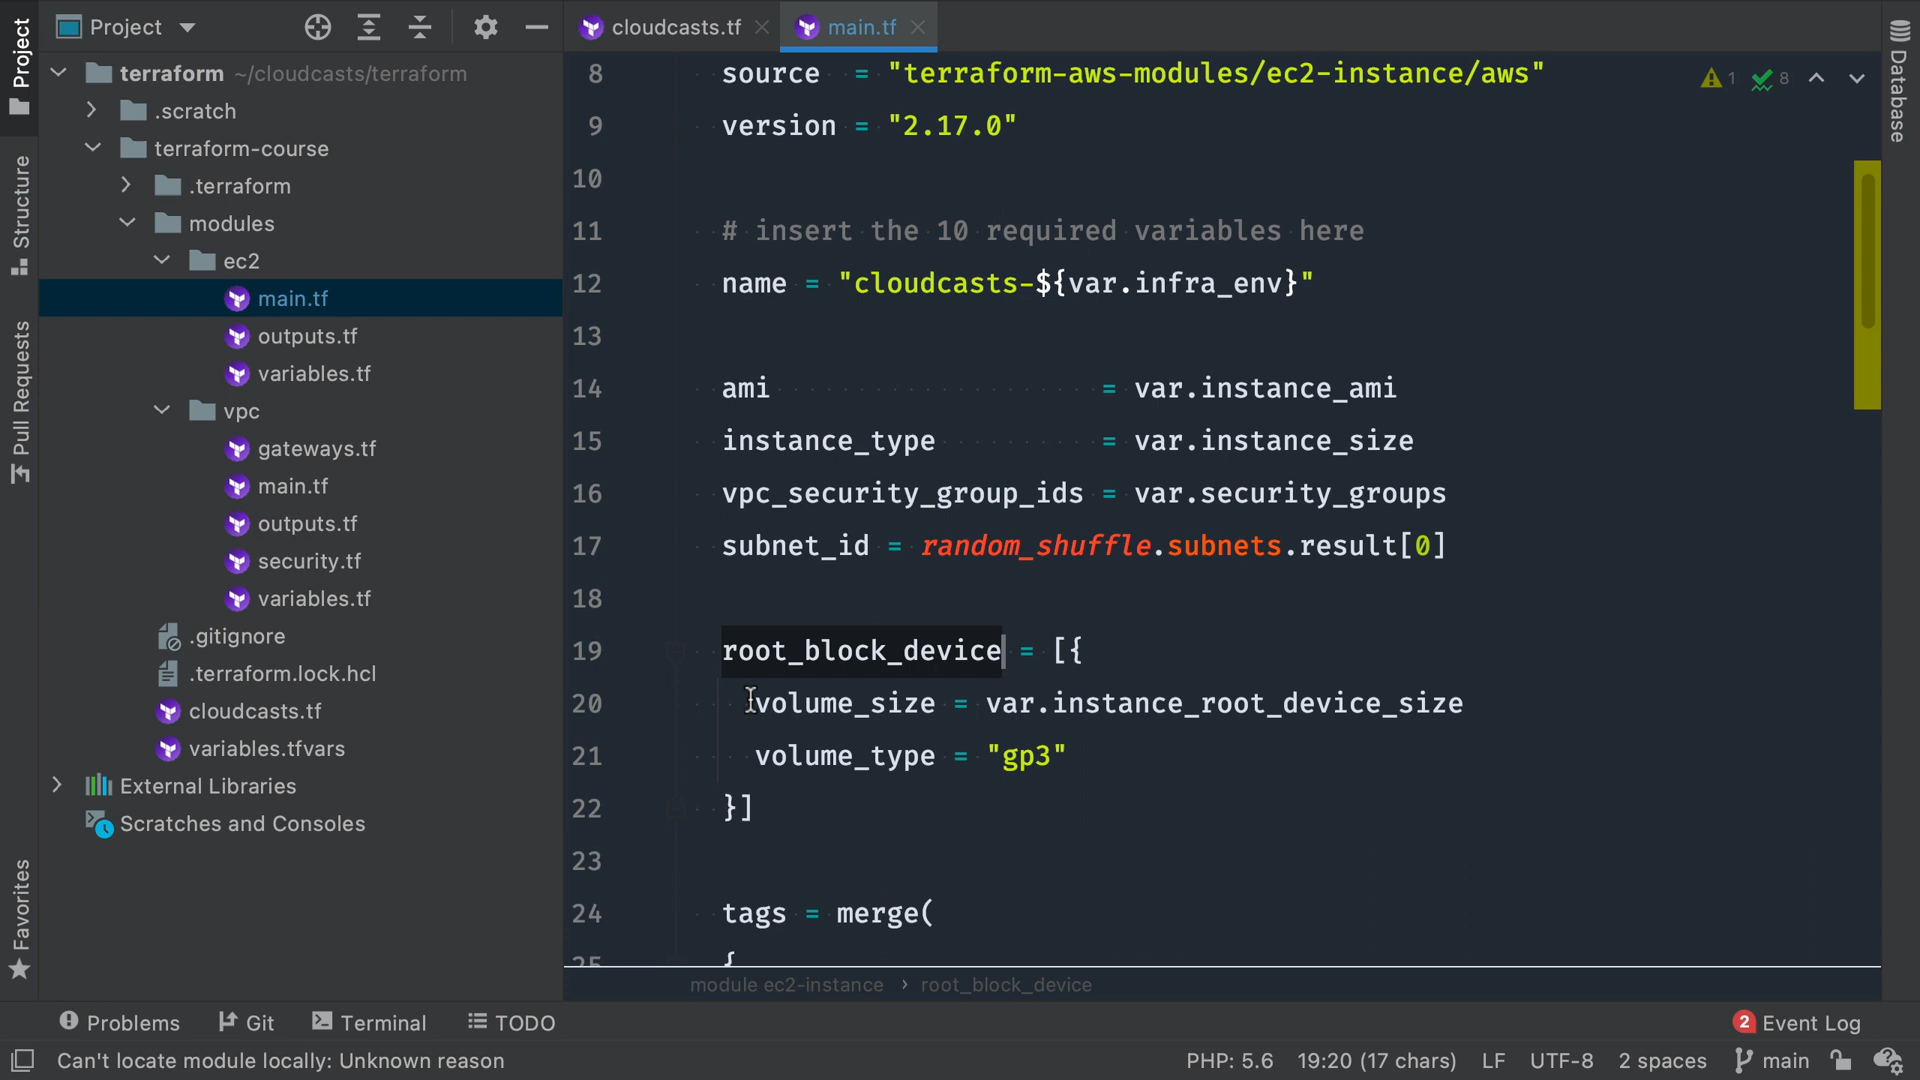 Project
cloudcasts.tf
main.tf
terraform ~/cloudcasts/terraform
.scratch
terraform-course
.terraform
modules
ec2
main.tf
outputs.tf
variables.tf
vpc
gateways.tf
main.tf
outputs.tf
security.tf
variables.tf
.gitignore
.terraform.lock.hcl
cloudcasts.tf
variables.tfvars
External Libraries
Scratches and Consoles
Project
Structure
Pull Requests
Favorites
8 source = "terraform-aws-modules/ec2-instance/aws"
9 version = "2.17.0"
10
11 # insert the 10 required variables here
12 name = "cloudcasts-${var.infra_env}"
13
14 ami = var.instance_ami
15 instance_type = var.instance_size
16 vpc_security_group_ids = var.security_groups
17 subnet_id = random_shuffle.subnets.result[0]
18
19 root_block_device = [{
20 volume_size = var.instance_root_device_size
21 volume_type = "gp3"
22 }]
23
24 tags = merge(
25 {
1 8
Database
module ec2-instance › root_block_device
Problems Git Terminal TODO
2 Event Log
Can't locate module locally: Unknown reason
PHP: 5.6 19:20 (17 chars) LF UTF-8 2 spaces main